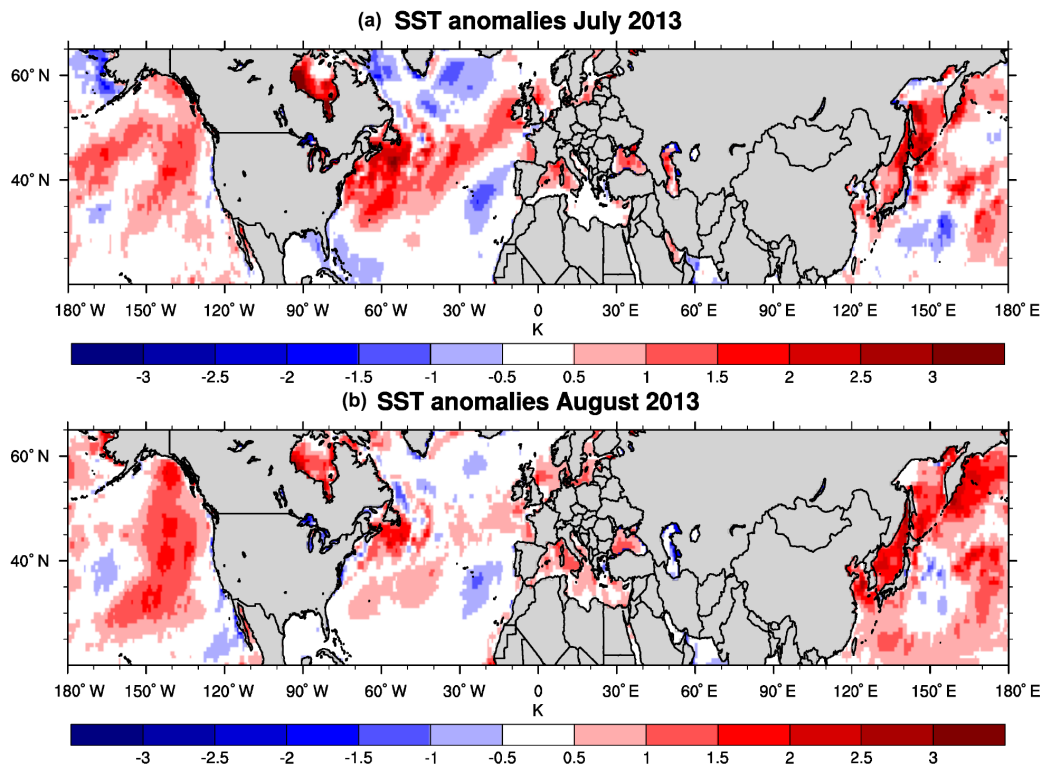 (a) SST anomalies July 2013
60° N
40° N
180° W 150° W 120° W 90° W 60° W 30° W 0 30° E 60° E 90° E 120° E 150° E 180° E
K
-3 -2.5 -2 -1.5 -1 -0.5 0.5 1 1.5 2 2.5 3
(b) SST anomalies August 2013
60° N
40° N
180° W 150° W 120° W 90° W 60° W 30° W 0 30° E 60° E 90° E 120° E 150° E 180° E
K
-3 -2.5 -2 -1.5 -1 -0.5 0.5 1 1.5 2 2.5 3